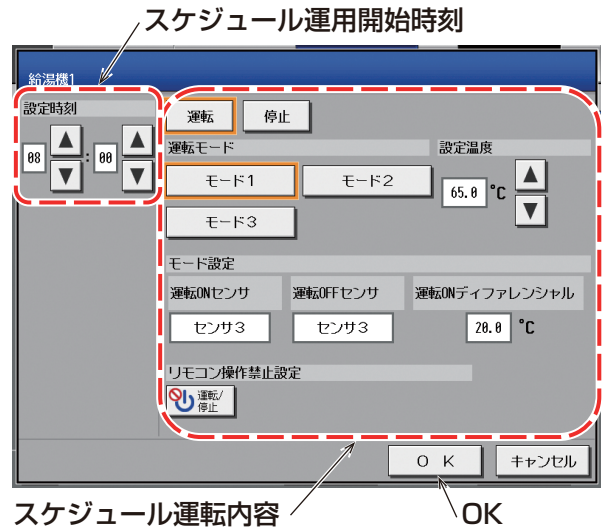 スケジュール運用開始時刻
給湯機1
設定時刻
運転 停止
運転モード 設定温度
08 : 00
モード1 モード2
65.0 °C
モード3
モード設定
運転ONセンサ 運転OFFセンサ 運転ONディファレンシャル
センサ3 センサ3 20.0 °C
リモコン操作禁止設定
運転/
停止
OK キャンセル
スケジュール運転内容 OK